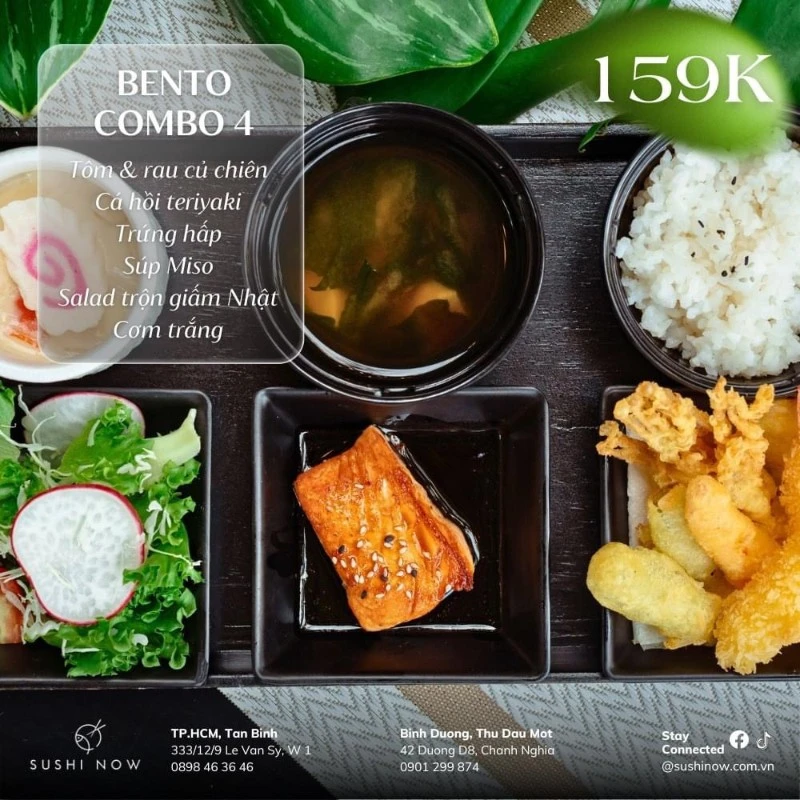 BENTO
COMBO 4
Tôm & rau củ chiên
Cá hồi teriyaki
Trứng hấp
Súp Miso
Salad trộn giấm Nhật
Cơm trắng
159K
SUSHI NOW
TP.HCM, Tan Binh
333/12/9 Le Van Sy, W 1
0898 46 36 46
Binh Duong, Thu Dau Mot
42 Duong D8, Chanh Nghia
0901 299 874
Stay
Connected
@sushinow.com.vn